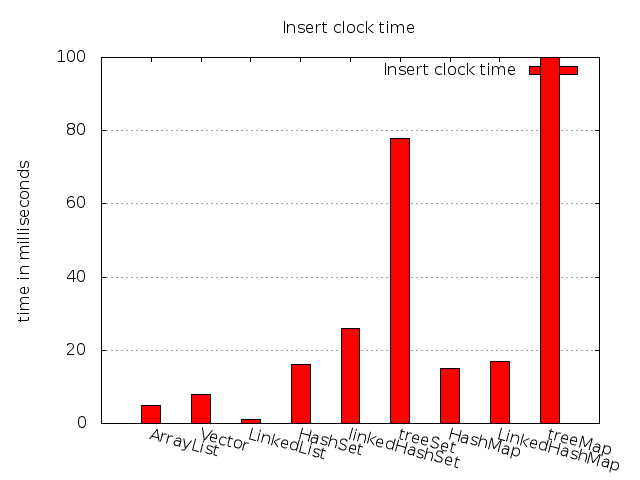 Insert clock time
Insert clock time
100
80
60
40
20
0
time in milliseconds
ArrayList
Vector
LinkedList
HashSet
linkedHashSet
treeSet
HashMap
LinkedHashMap
treeMap